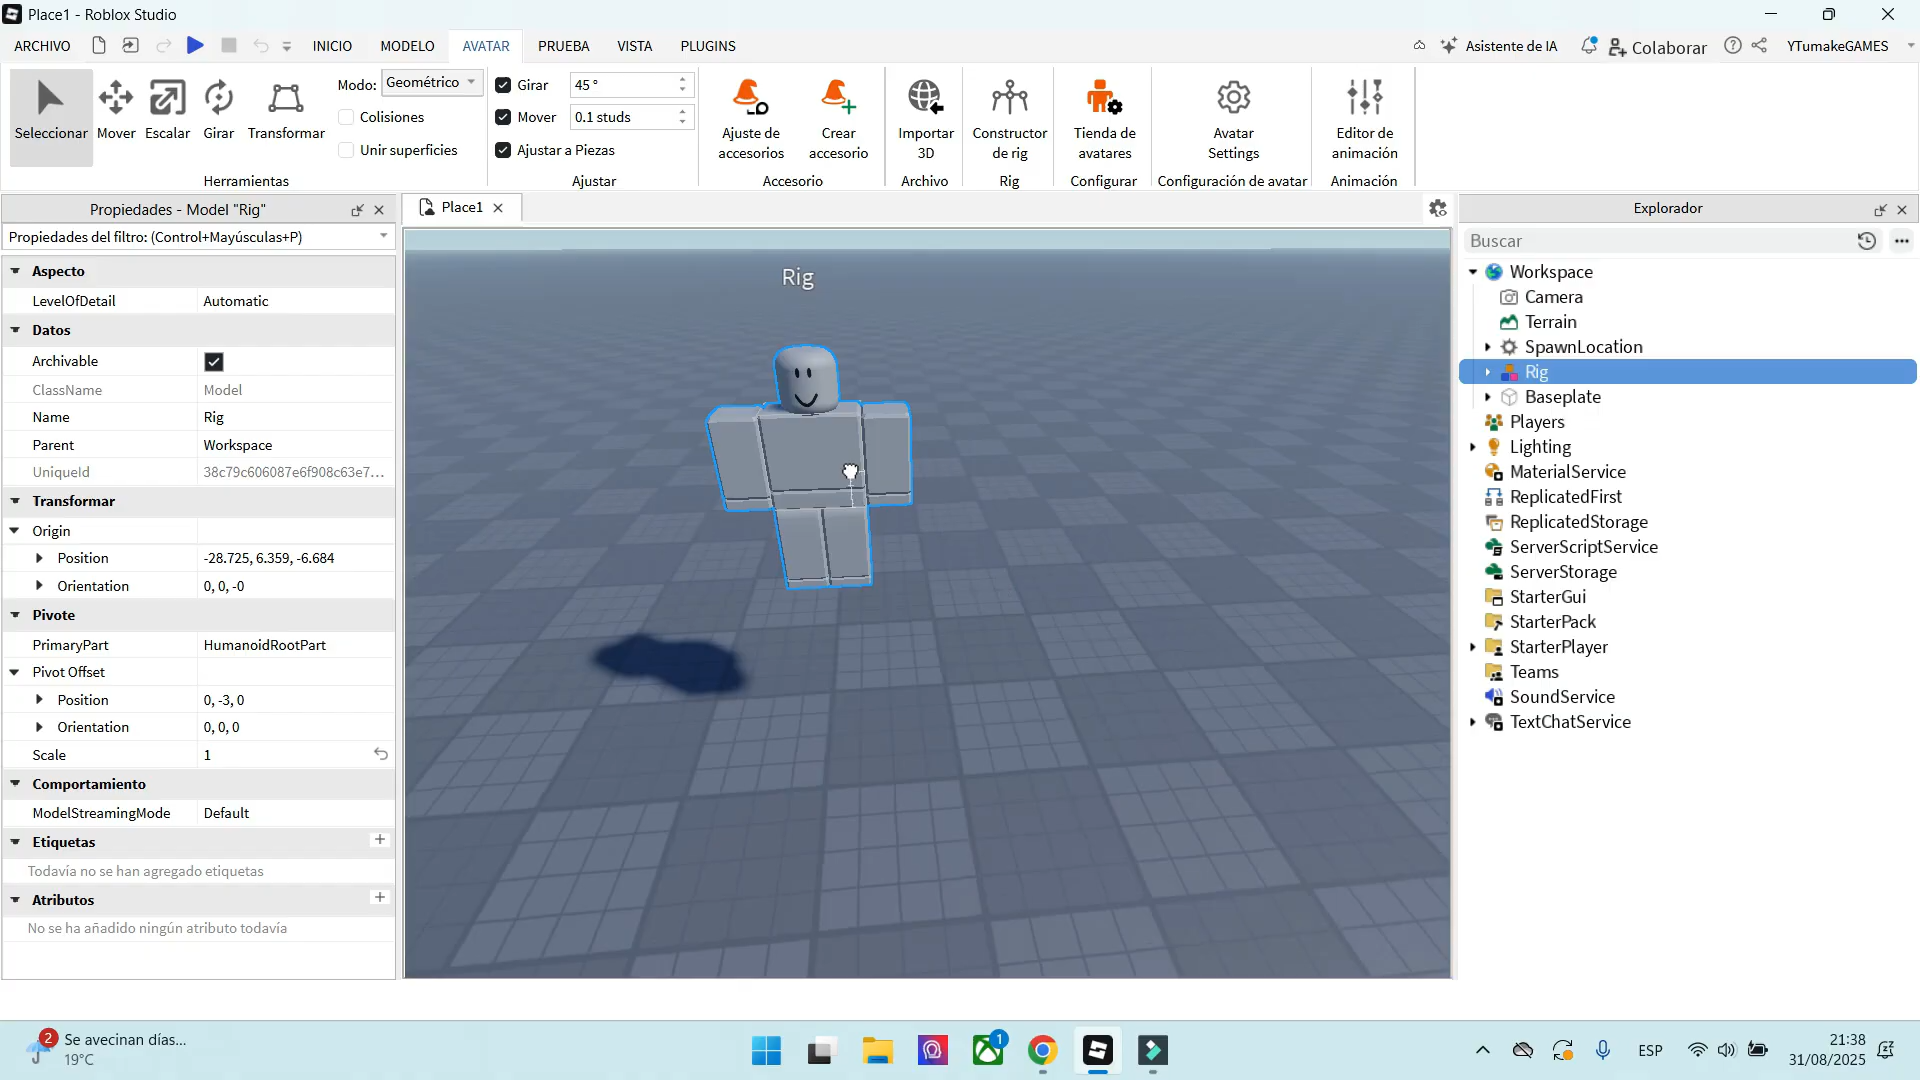 Place1 - Roblox Studio
ARCHIVO
INICIO
MODELO
AVATAR
PRUEBA
VISTA
PLUGINS
Asistente de IA
Colaborar
YTumakeGAMES
Seleccionar
Mover
Escalar
Girar
Transformar
Modo: Geométrico
Colisiones
Unir superficies
Herramientas
Girar 45 °
Mover 0.1 studs
Ajustar a Piezas
Ajustar
Ajuste de
accesorios
Crear
accesorio
Accesorio
Importar
3D
Archivo
Constructor
de rig
Rig
Tienda de
avatares
Configurar
Avatar
Settings
Configuración de avatar
Editor de
animación
Animación
Propiedades - Model "Rig"
Propiedades del filtro: (Control+Mayúsculas+P)
Aspecto
LevelOfDetail Automatic
Datos
Archivable
ClassName Model
Name Rig
Parent Workspace
UniqueId 38c79c606087e6f908c63e7...
Transformar
Origin
Position -28.725, 6.359, -6.684
Orientation 0, 0, -0
Pivote
PrimaryPart HumanoidRootPart
Pivot Offset
Position 0, -3, 0
Orientation 0, 0, 0
Scale 1
Comportamiento
ModelStreamingMode Default
Etiquetas
Todavía no se han agregado etiquetas
Atributos
No se ha añadido ningún atributo todavía
Place1
Rig
Explorador
Buscar
Workspace
Camera
Terrain
SpawnLocation
Rig
Baseplate
Players
Lighting
MaterialService
ReplicatedFirst
ReplicatedStorage
ServerScriptService
ServerStorage
StarterGui
StarterPack
StarterPlayer
Teams
SoundService
TextChatService
2
Se avecinan días...
19°C
1
ESP
21:38
31/08/2025